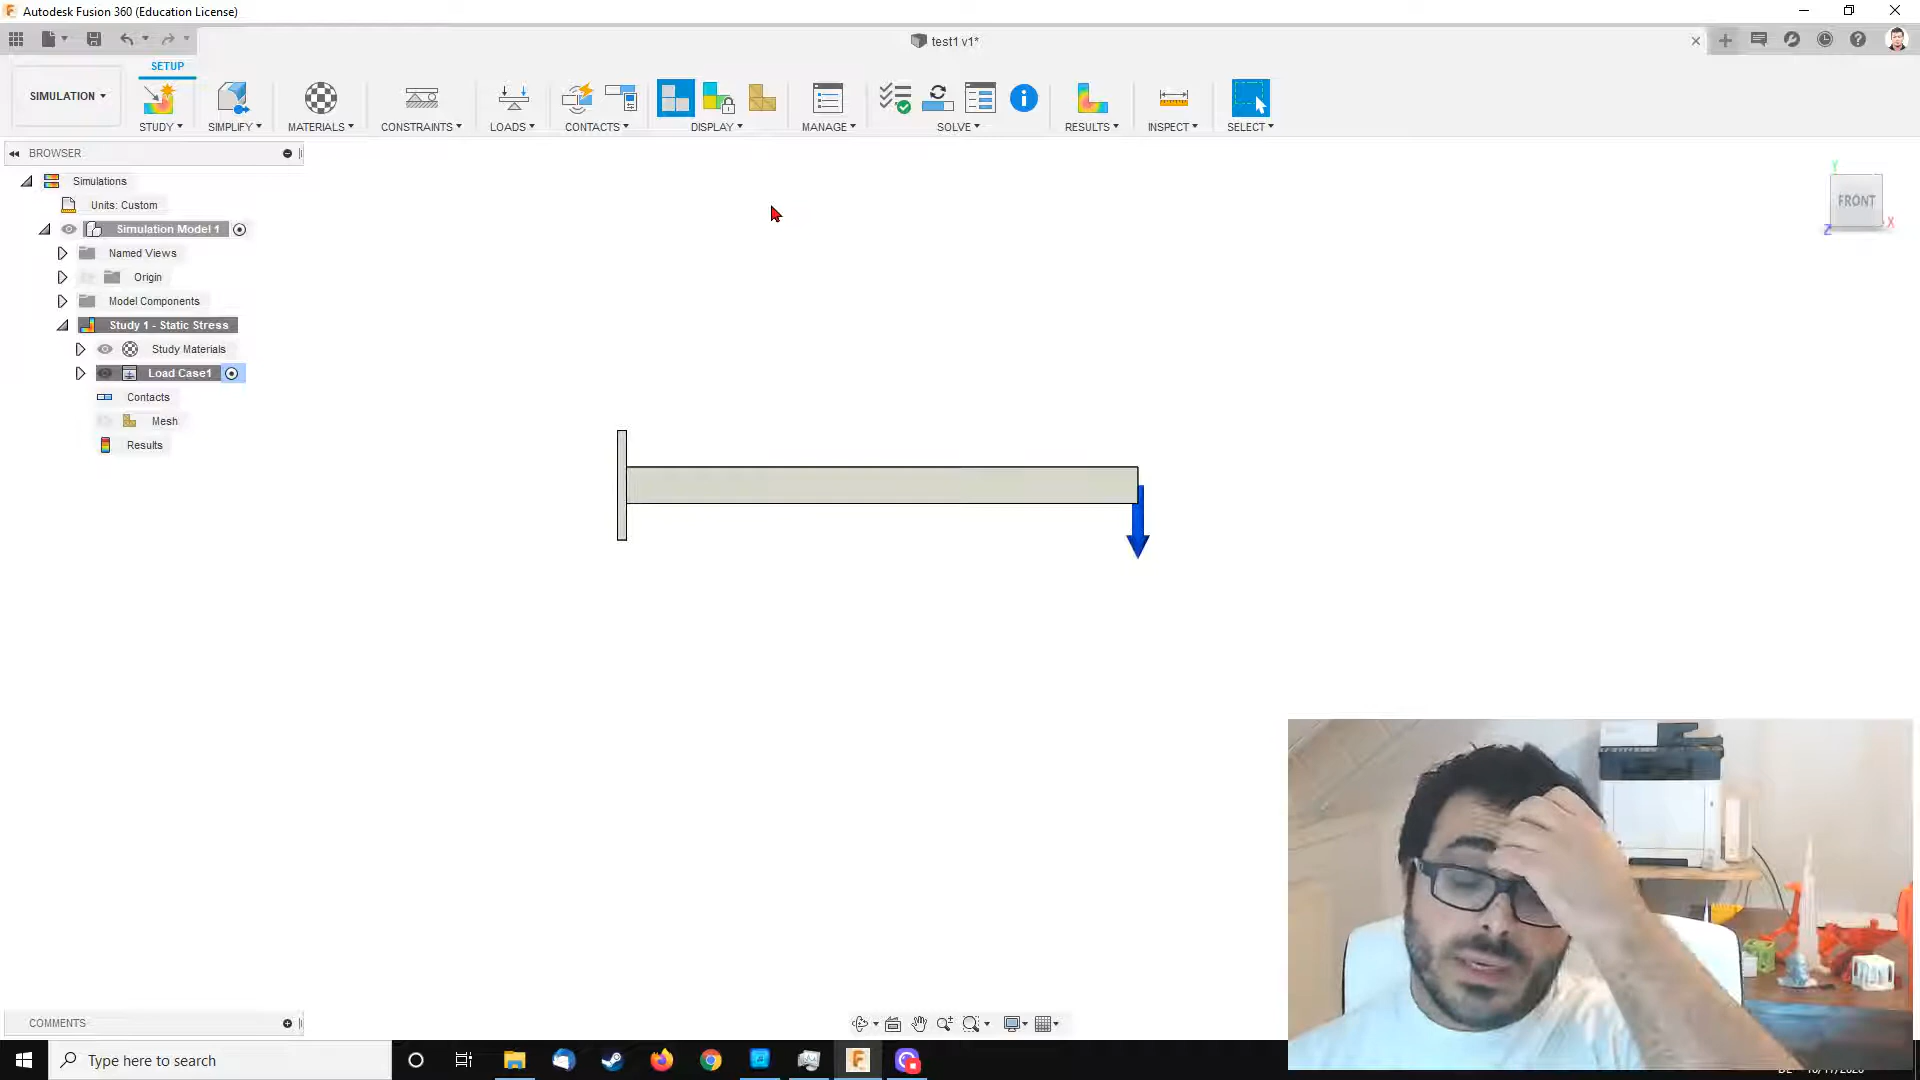 Autodesk Fusion 360 (Education License)
test1 v1*
SETUP
SIMULATION
STUDY
SIMPLIFY
MATERIALS
CONSTRAINTS
LOADS
CONTACTS
DISPLAY
MANAGE
SOLVE
RESULTS
INSPECT
SELECT
BROWSER
Simulations
Units: Custom
Simulation Model 1
Named Views
Origin
Model Components
Study 1 - Static Stress
Study Materials
Load Case1
Contacts
Mesh
Results
Y
FRONT
X
Z
COMMENTS
Type here to search